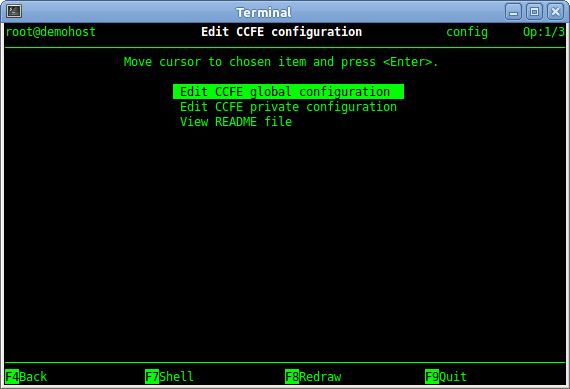 Terminal
root@demohost Edit CCFE configuration config Op:1/3
Move cursor to chosen item and press <Enter>.
Edit CCFE global configuration
Edit CCFE private configuration
View README file
F4Back F7Shell F8Redraw F9Quit